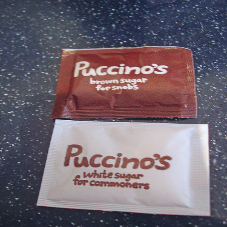 Puccino's
brown sugar
for snobs
Puccino's
white sugar
for commoners